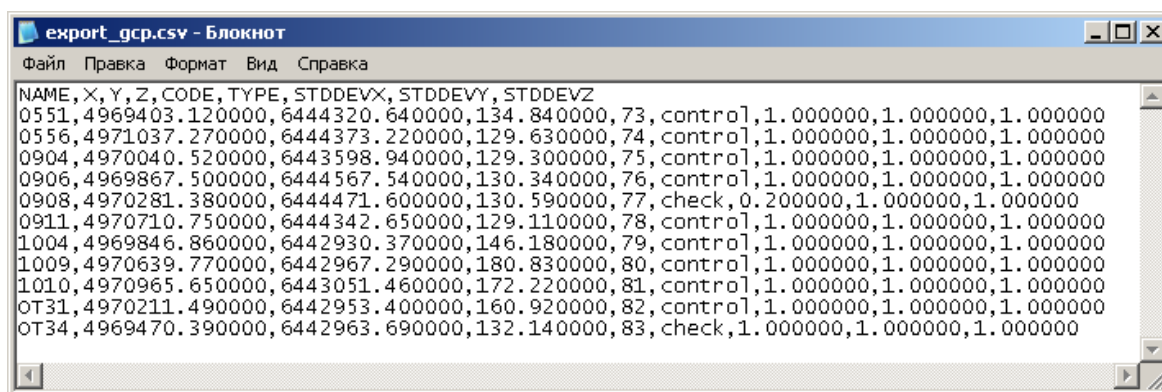 export_gcp.csv - Блокнот
Файл Правка Формат Вид Справка
NAME,X,Y,Z,CODE,TYPE,STDDEVX,STDDEVY,STDDEVZ
0551,4969403.120000,6444320.640000,134.840000,73,control,1.000000,1.000000,1.000000
0556,4971037.270000,6444373.220000,129.630000,74,control,1.000000,1.000000,1.000000
0904,4970040.520000,6443598.940000,129.300000,75,control,1.000000,1.000000,1.000000
0906,4969867.500000,6444567.540000,130.340000,76,control,1.000000,1.000000,1.000000
0908,4970281.380000,6444471.600000,130.590000,77,check,0.200000,1.000000,1.000000
0911,4970710.750000,6444342.650000,129.110000,78,control,1.000000,1.000000,1.000000
1004,4969846.860000,6442930.370000,146.180000,79,control,1.000000,1.000000,1.000000
1009,4970639.770000,6442967.290000,180.830000,80,control,1.000000,1.000000,1.000000
1010,4970965.650000,6443051.460000,172.220000,81,control,1.000000,1.000000,1.000000
ОТ31,4970211.490000,6442953.400000,160.920000,82,control,1.000000,1.000000,1.000000
ОТ34,4969470.390000,6442963.690000,132.140000,83,check,1.000000,1.000000,1.000000